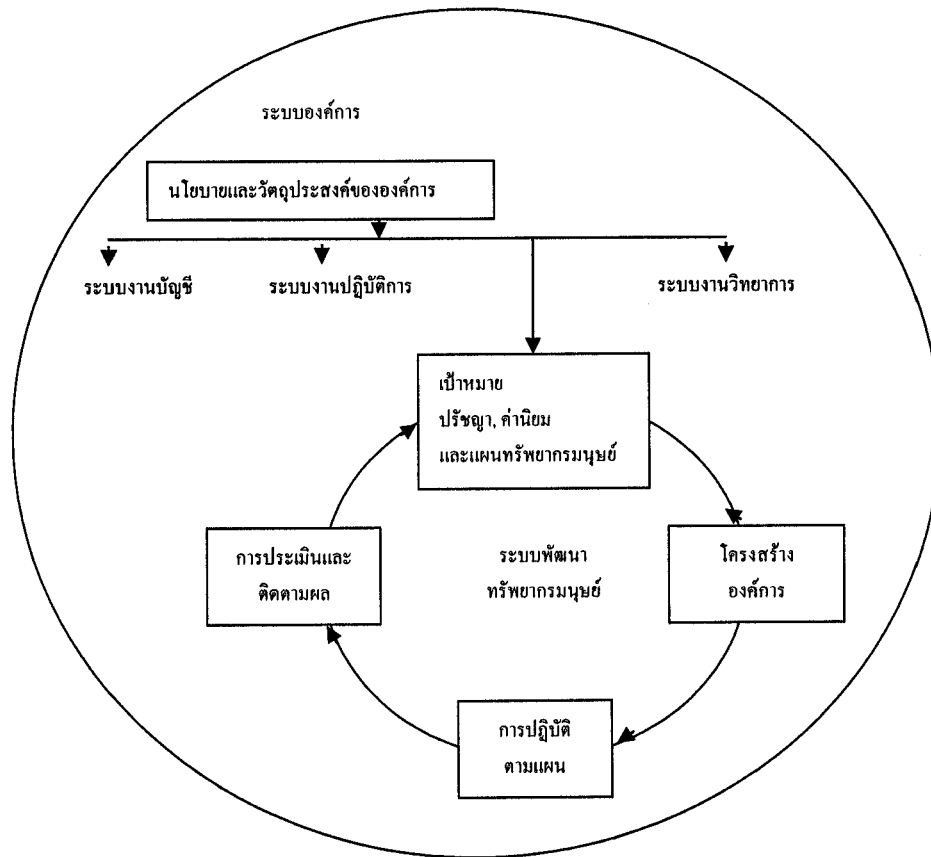 ระบบองค์การ
นโยบายและวัตถุประสงค์ขององค์การ
ระบบงานบัญชี
ระบบงานปฏิบัติการ
ระบบงานวิทยาการ
เป้าหมาย
ปรัชญา, ค่านิยม
และแผนทรัพยากรมนุษย์
การประเมินและ
ติดตามผล
ระบบพัฒนา
ทรัพยากรมนุษย์
โครงสร้าง
องค์การ
การปฏิบัติ
ตามแผน